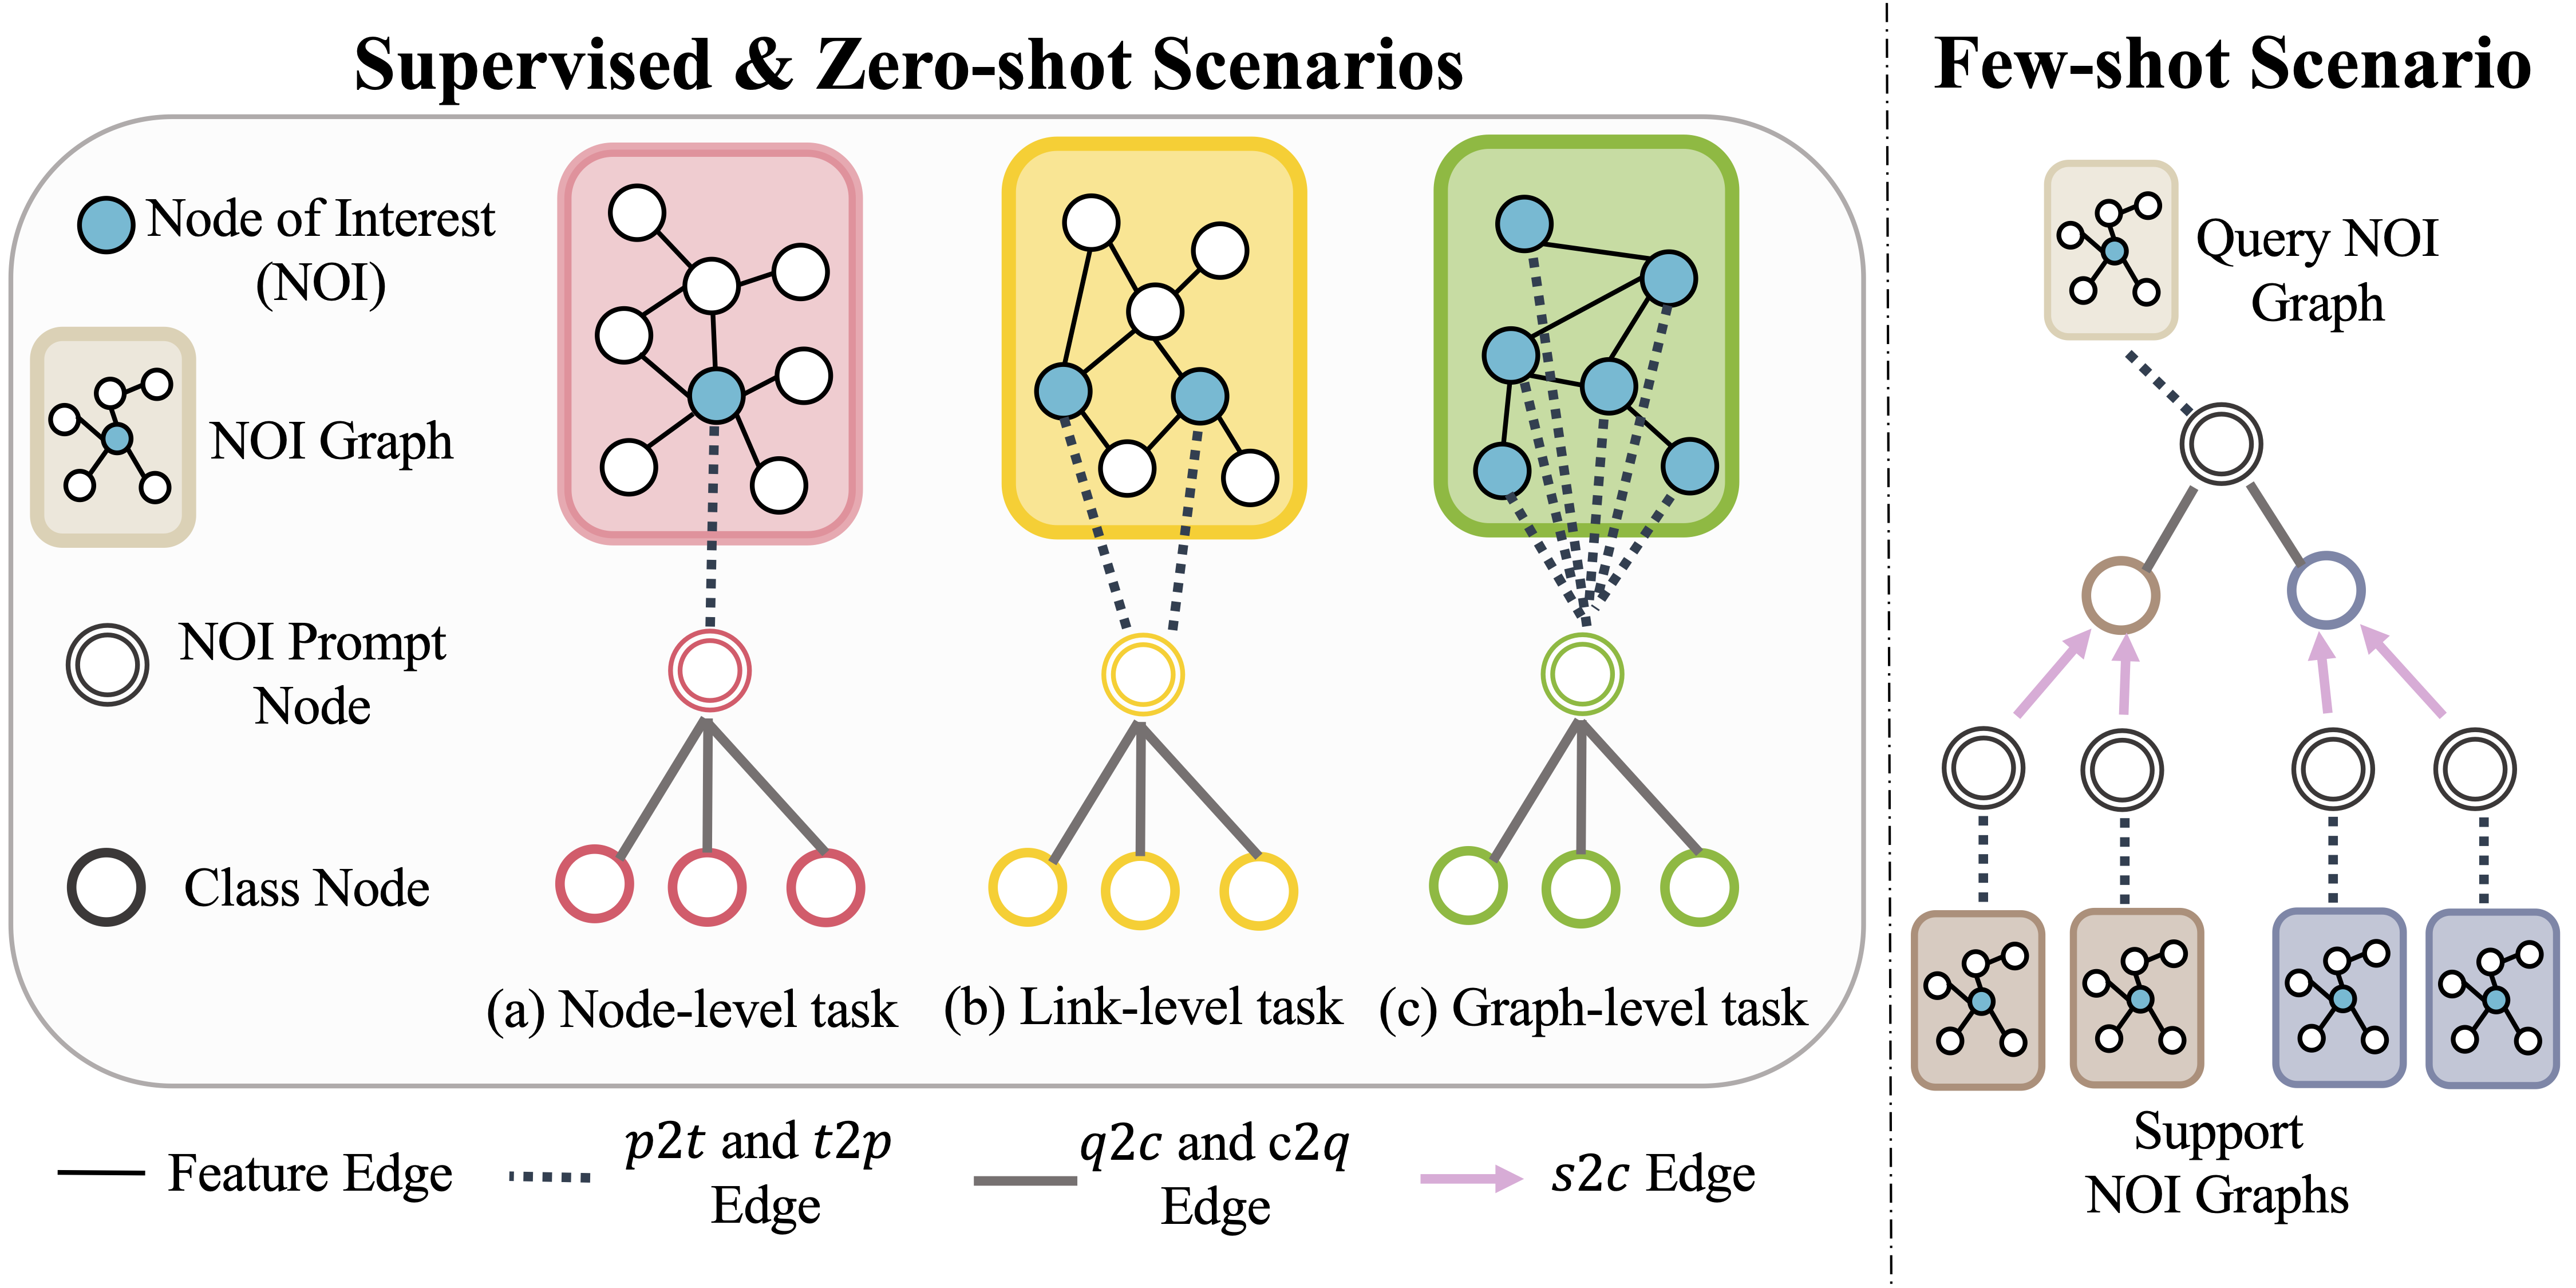 Supervised & Zero-shot Scenarios
Node of Interest
(NOI)
NOI Graph
NOI Prompt
Node
Class Node
(a) Node-level task
(b) Link-level task
(c) Graph-level task
Feature Edge
p2t and t2p
Edge
q2c and c2q
Edge
s2c Edge
Few-shot Scenario
Query NOI
Graph
Support
NOI Graphs